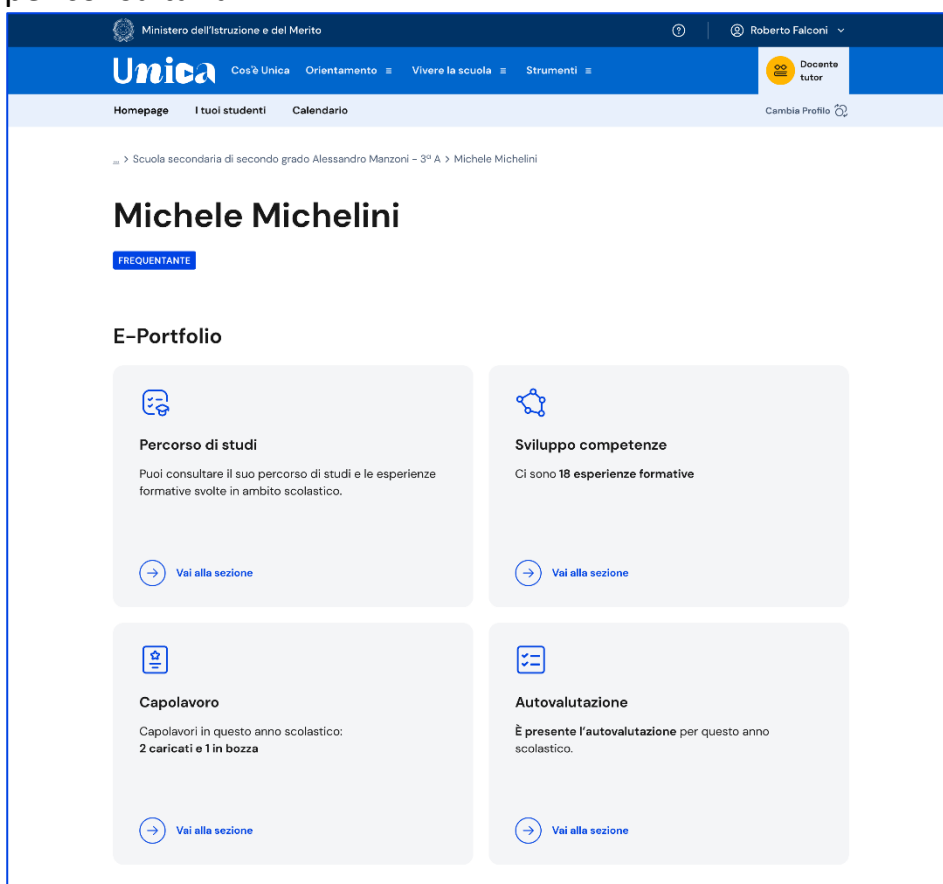 Ministero dell'Istruzione e del Merito
Roberto Falconi
Unica
Cos'è Unica
Orientamento
Vivere la scuola
Strumenti
Docente
tutor
Homepage
I tuoi studenti
Calendario
Cambia Profilo
... > Scuola secondaria di secondo grado Alessandro Manzoni - 3ª A > Michele Michelini
Michele Michelini
FREQUENTANTE
E-Portfolio
Percorso di studi
Puoi consultare il suo percorso di studi e le esperienze
formative svolte in ambito scolastico.
Vai alla sezione
Sviluppo competenze
Ci sono 18 esperienze formative
Vai alla sezione
Capolavoro
Capolavori in questo anno scolastico:
2 caricati e 1 in bozza
Vai alla sezione
Autovalutazione
È presente l'autovalutazione per questo anno
scolastico.
Vai alla sezione